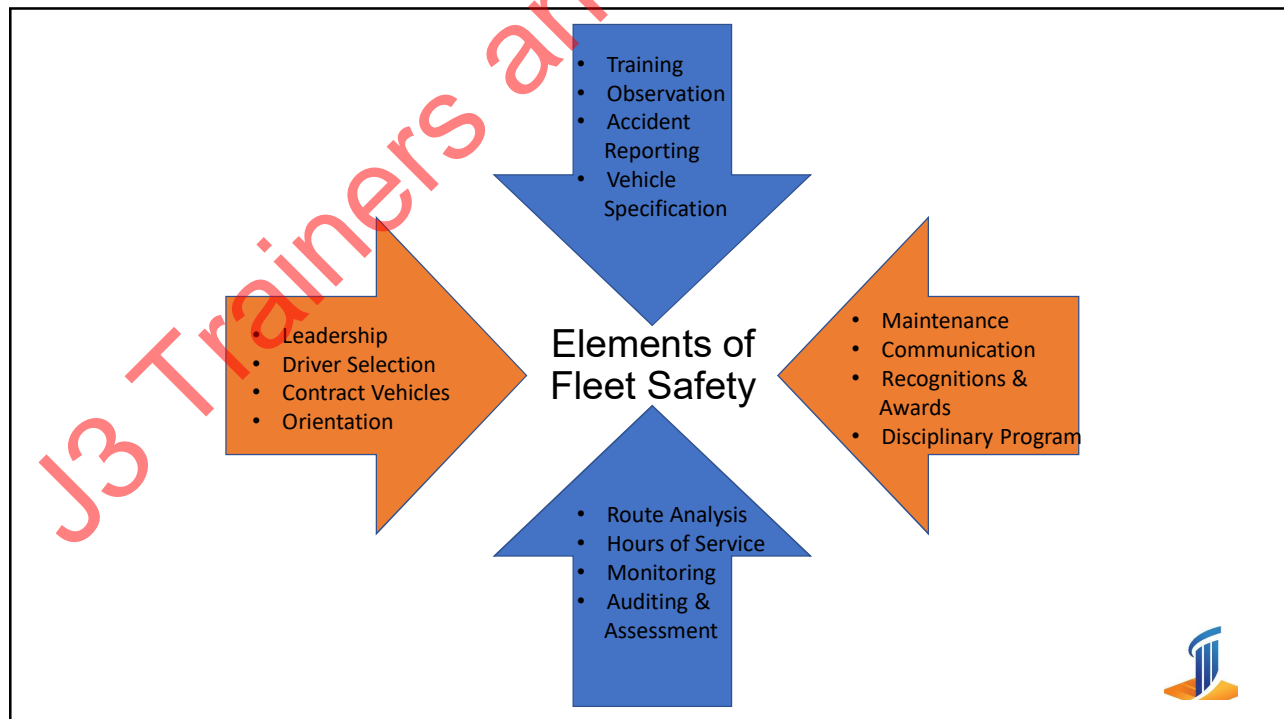 J3 Trainers an
• Training
• Observation
• Accident
Reporting
• Vehicle
Specification
• Leadership
• Driver Selection
• Contract Vehicles
• Orientation
Elements of
Fleet Safety
• Maintenance
• Communication
• Recognitions &
Awards
• Disciplinary Program
• Route Analysis
• Hours of Service
• Monitoring
• Auditing &
Assessment